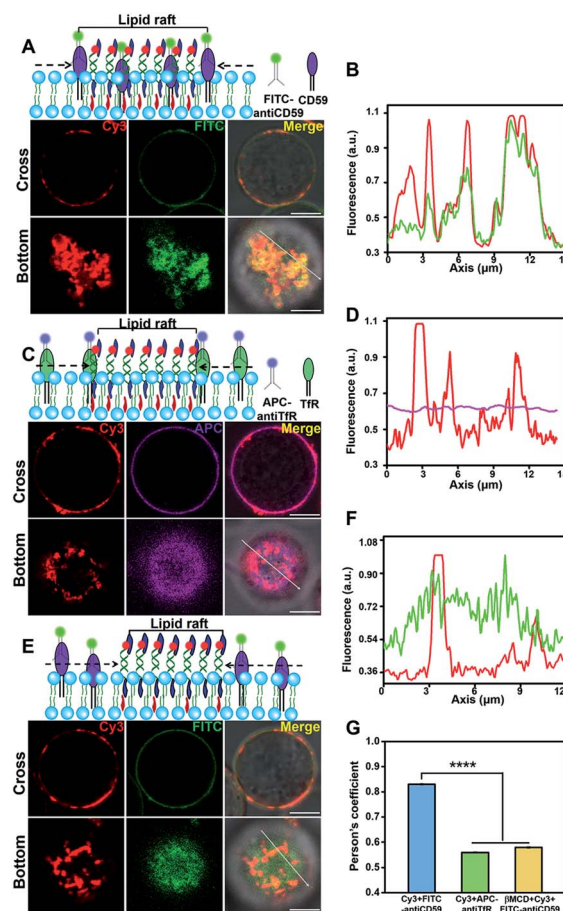 A
Lipid raft
FITC-
antiCD59
CD59
Cy3
FITC
Merge
Cross
Bottom
B
1.1
0.9
0.7
0.5
0.3
Fluorescence (a.u.)
0
3
6
9
12
Axis (μm)
C
Lipid raft
APC-
antiTfR
TfR
Cy3
APC
Merge
Cross
Bottom
D
1.1
0.9
0.7
0.5
0.3
Fluorescence (a.u.)
0
3
6
9
12
Axis (μm)
E
Lipid raft
Cy3
FITC
Merge
Cross
Bottom
F
1.08
0.90
0.72
0.54
0.36
Fluorescence (a.u.)
0
3
6
9
12
Axis (μm)
G
1.0
0.9
0.8
0.7
0.6
0.5
0.4
Person's coefficient
****
Cy3+FITC
-antiCD59
Cy3+APC-
antiTfR
βMCD+Cy3+
FITC-antiCD59